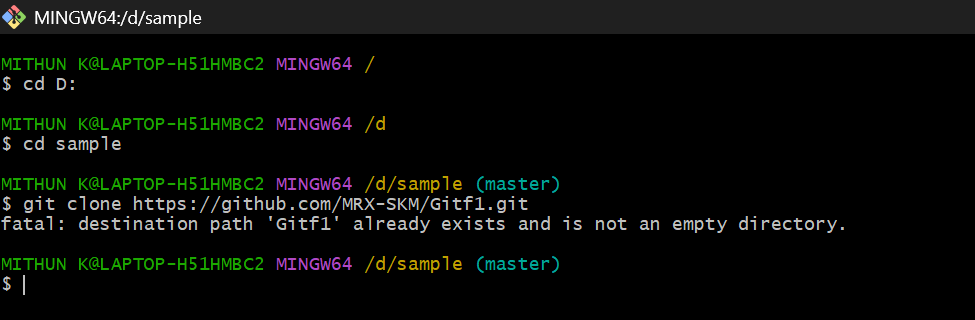 MINGW64:/d/sample
MITHUN K@LAPTOP-H51HMBC2 MINGW64 /
$ cd D:
MITHUN K@LAPTOP-H51HMBC2 MINGW64 /d
$ cd sample
MITHUN K@LAPTOP-H51HMBC2 MINGW64 /d/sample (master)
$ git clone https://github.com/MRX-SKM/Gitf1.git
fatal: destination path 'Gitf1' already exists and is not an empty directory.
MITHUN K@LAPTOP-H51HMBC2 MINGW64 /d/sample (master)
$